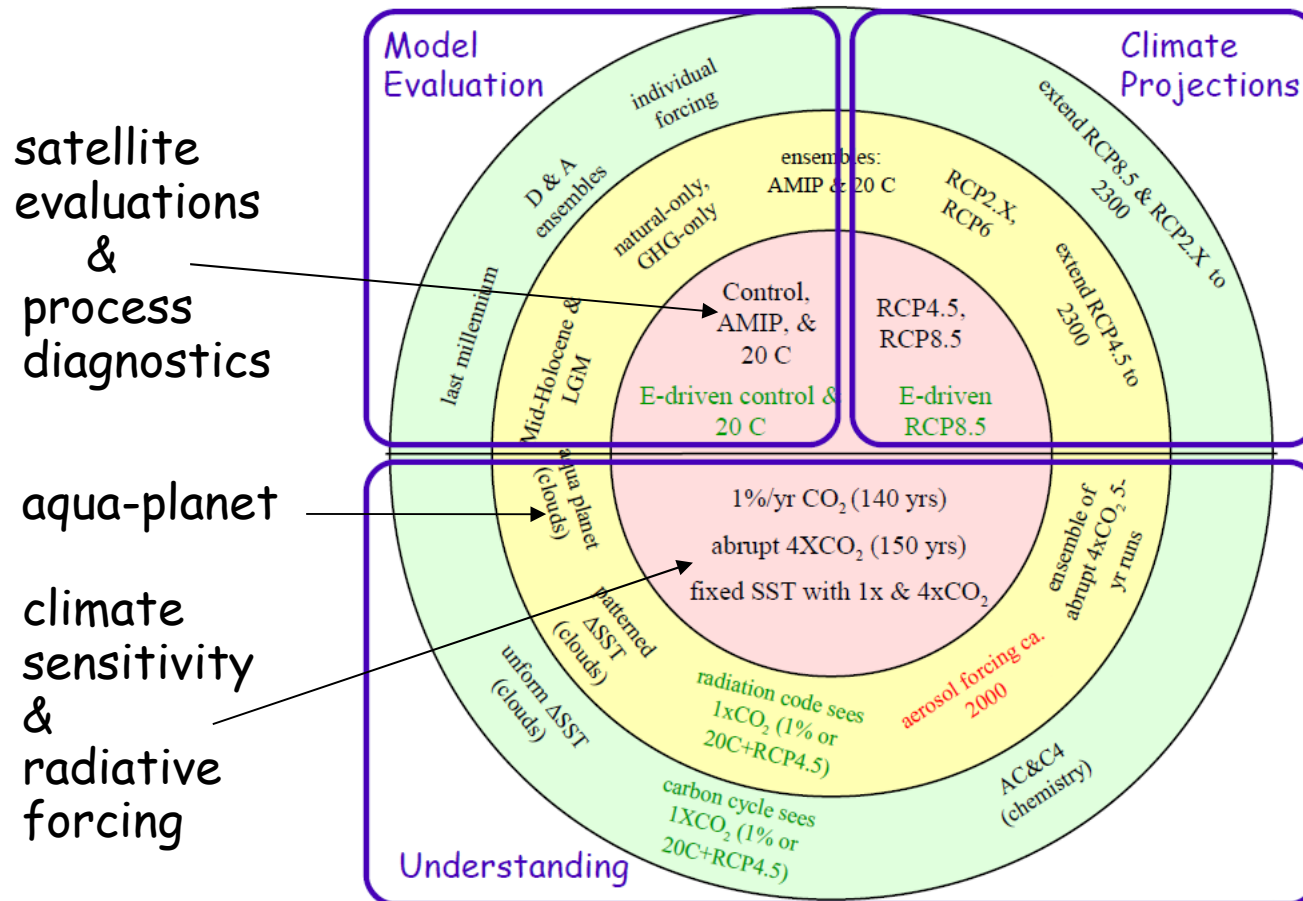 Model
Evaluation
Climate
Projections
satellite
evaluations
&
process
diagnostics
aqua-planet
climate
sensitivity
&
radiative
forcing
individual
forcing
D & A
ensembles
last millennium
extend RCP8.5 & RCP2.X to
2300
ensembles:
AMIP & 20 C
natural-only,
GHG-only
Mid-Holocene &
LGM
RCP2.X,
RCP6
extend RCP4.5 to
2300
Control,
AMIP, &
20 C
E-driven control &
20 C
RCP4.5,
RCP8.5
E-driven
RCP8.5
1%/yr CO₂ (140 yrs)
abrupt 4XCO₂ (150 yrs)
fixed SST with 1x & 4xCO₂
aqua planet
(clouds)
patterned
ΔSST
(clouds)
unform ΔSST
(clouds)
radiation code sees
1xCO₂ (1% or
20C+RCP4.5)
carbon cycle sees
1XCO₂ (1% or
20C+RCP4.5)
aerosol forcing ca.
2000
ensemble of
abrupt 4xCO₂ 5-
yr runs
AC&C4
(chemistry)
Understanding